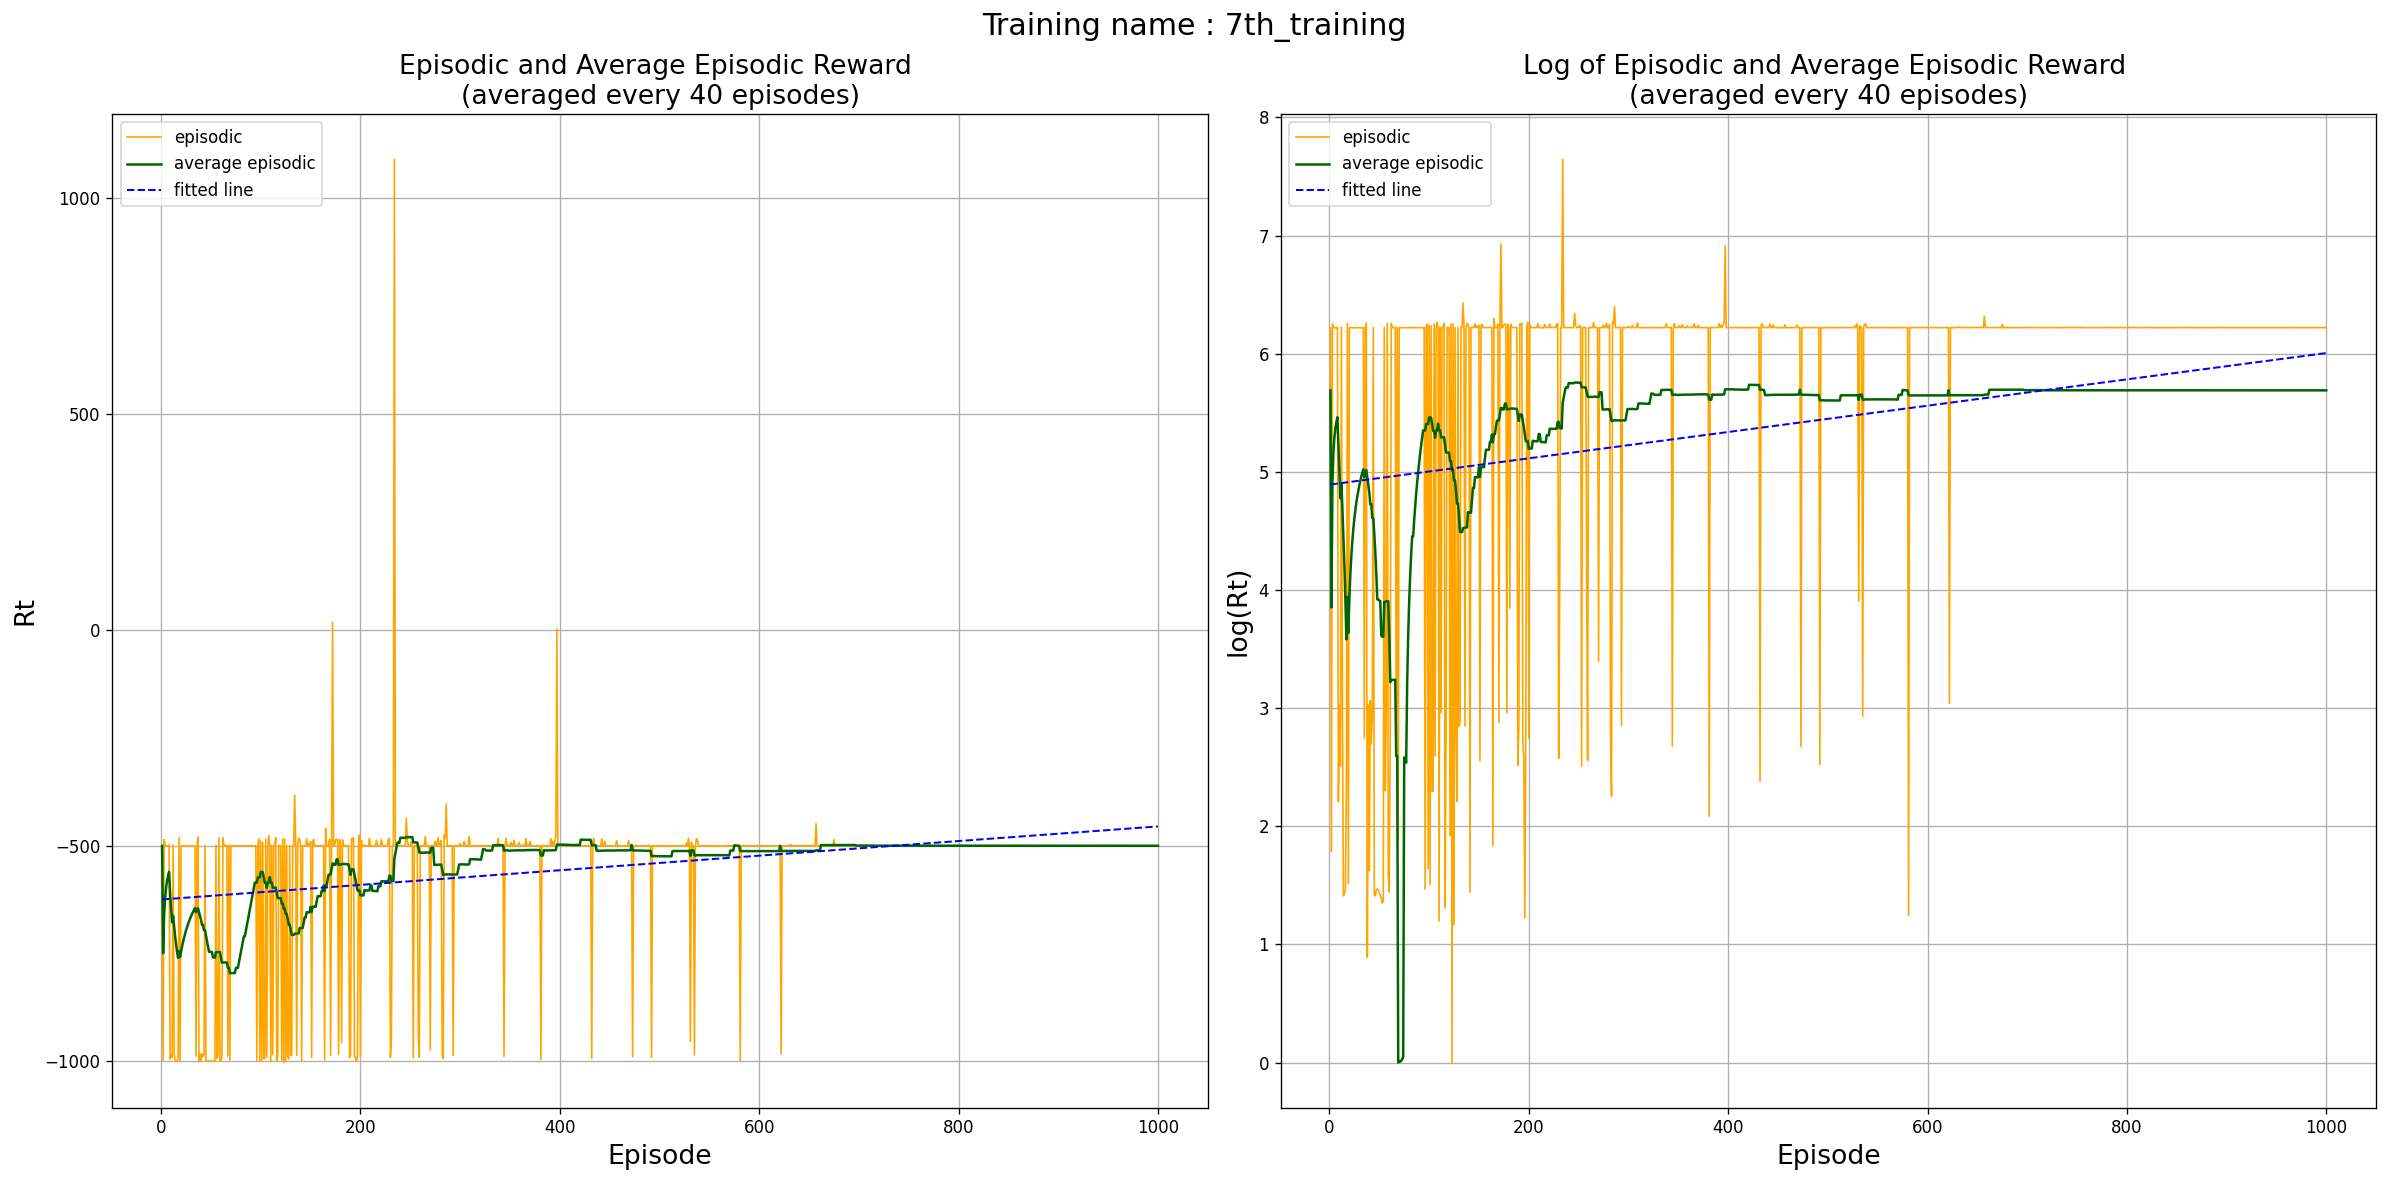 Training name : 7th_training
Episodic and Average Episodic Reward
(averaged every 40 episodes)
episodic
average episodic
fitted line
1000
500
0
−500
−1000
Rt
0
200
400
600
800
1000
Episode
Log of Episodic and Average Episodic Reward
(averaged every 40 episodes)
episodic
average episodic
fitted line
8
7
6
5
4
3
2
1
0
log(Rt)
0
200
400
600
800
1000
Episode